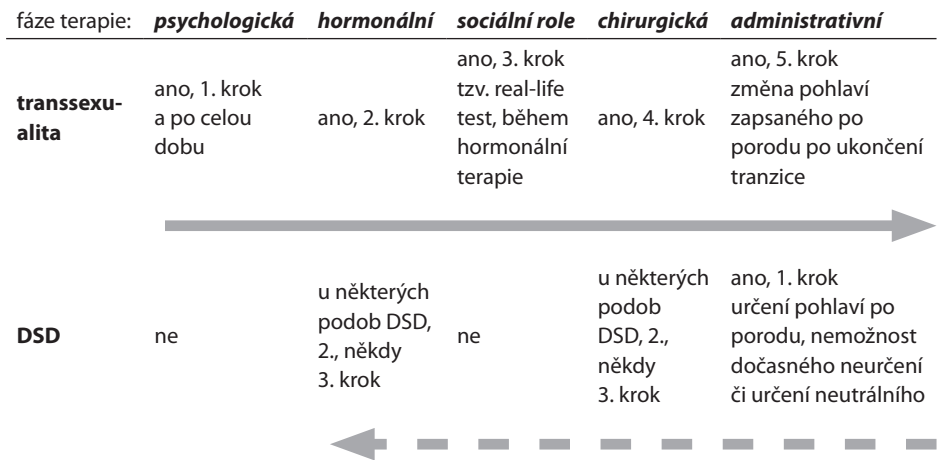 fáze terapie: psychologická hormonální sociální role chirurgická administrativní
transsexu-
alita
ano, 1. krok
a po celou
dobu
ano, 2. krok
ano, 3. krok
tzv. real-life
test, během
hormonální
terapie
ano, 4. krok
ano, 5. krok
změna pohlaví
zapsaného po
porodu po ukončení
tranzice
DSD
ne
u některých
podob DSD,
2., někdy
3. krok
ne
u některých
podob
DSD, 2.,
někdy
3. krok
ano, 1. krok
určení pohlaví po
porodu, nemožnost
dočasného neurčení
či určení neutrálního